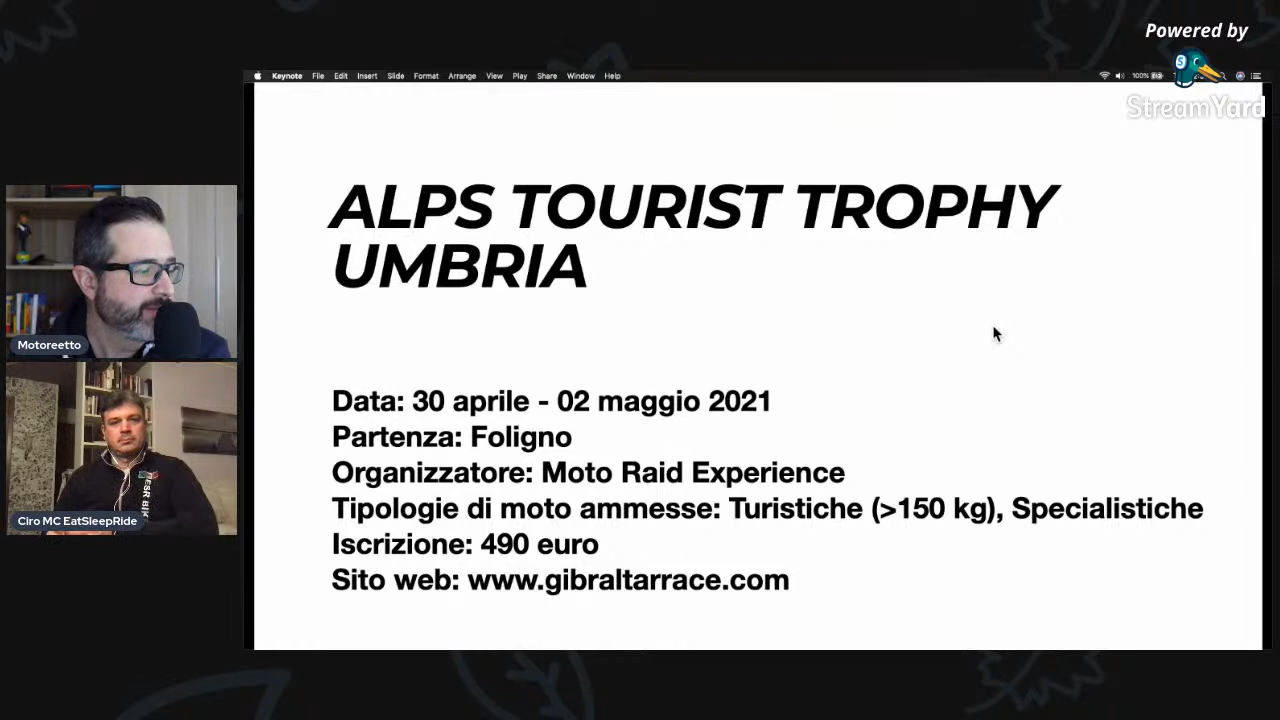 Powered by
StreamYard
Keynote File Edit Insert Slide Format Arrange View Play Share Window Help
100%
ALPS TOURIST TROPHY
UMBRIA
Data: 30 aprile - 02 maggio 2021
Partenza: Foligno
Organizzatore: Moto Raid Experience
Tipologie di moto ammesse: Turistiche (>150 kg), Specialistiche
Iscrizione: 490 euro
Sito web: www.gibraltarrace.com
Motoreetto
Ciro MC EatSleepRide